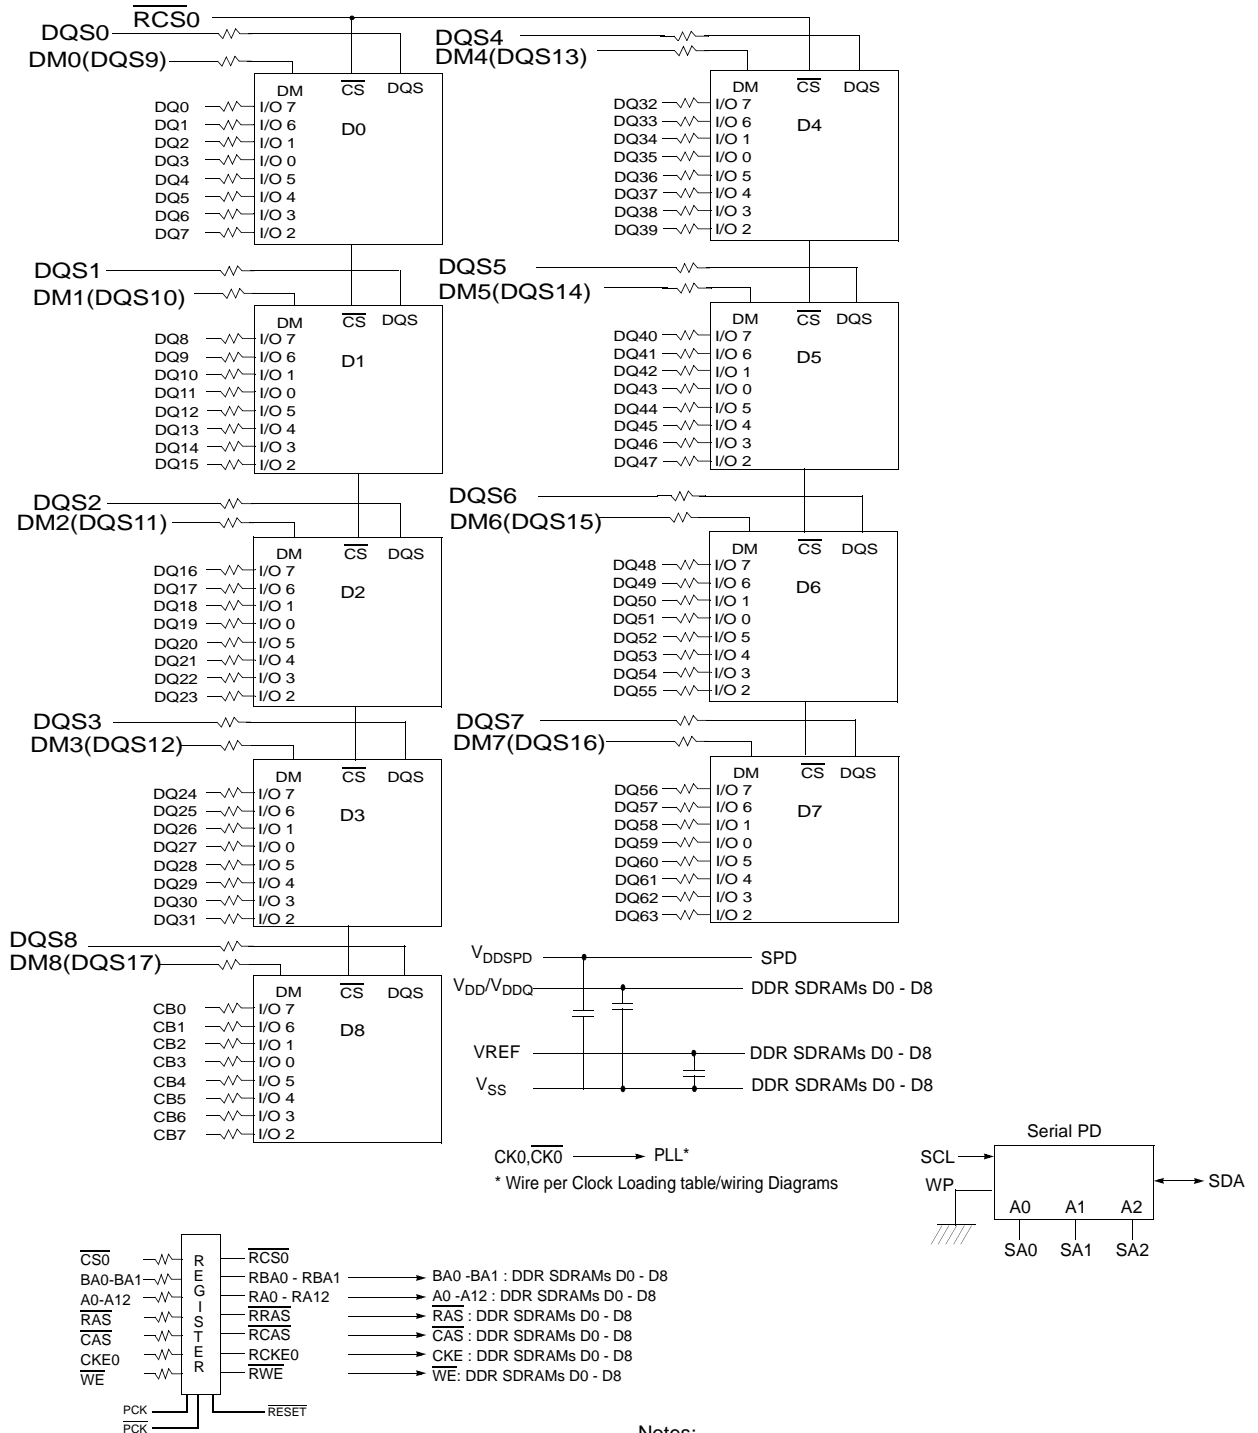 RCS0
DQS0
DM0(DQS9)
DM CS DQS
D0
DQ0 I/O 7
DQ1 I/O 6
DQ2 I/O 1
DQ3 I/O 0
DQ4 I/O 5
DQ5 I/O 4
DQ6 I/O 3
DQ7 I/O 2
DQS1
DM1(DQS10)
DM CS DQS
D1
DQ8 I/O 7
DQ9 I/O 6
DQ10 I/O 1
DQ11 I/O 0
DQ12 I/O 5
DQ13 I/O 4
DQ14 I/O 3
DQ15 I/O 2
DQS2
DM2(DQS11)
DM CS DQS
D2
DQ16 I/O 7
DQ17 I/O 6
DQ18 I/O 1
DQ19 I/O 0
DQ20 I/O 5
DQ21 I/O 4
DQ22 I/O 3
DQ23 I/O 2
DQS3
DM3(DQS12)
DM CS DQS
D3
DQ24 I/O 7
DQ25 I/O 6
DQ26 I/O 1
DQ27 I/O 0
DQ28 I/O 5
DQ29 I/O 4
DQ30 I/O 3
DQ31 I/O 2
DQS8
DM8(DQS17)
DM CS DQS
D8
CB0 I/O 7
CB1 I/O 6
CB2 I/O 1
CB3 I/O 0
CB4 I/O 5
CB5 I/O 4
CB6 I/O 3
CB7 I/O 2
DQS4
DM4(DQS13)
DM CS DQS
D4
DQ32 I/O 7
DQ33 I/O 6
DQ34 I/O 1
DQ35 I/O 0
DQ36 I/O 5
DQ37 I/O 4
DQ38 I/O 3
DQ39 I/O 2
DQS5
DM5(DQS14)
DM CS DQS
D5
DQ40 I/O 7
DQ41 I/O 6
DQ42 I/O 1
DQ43 I/O 0
DQ44 I/O 5
DQ45 I/O 4
DQ46 I/O 3
DQ47 I/O 2
DQS6
DM6(DQS15)
DM CS DQS
D6
DQ48 I/O 7
DQ49 I/O 6
DQ50 I/O 1
DQ51 I/O 0
DQ52 I/O 5
DQ53 I/O 4
DQ54 I/O 3
DQ55 I/O 2
DQS7
DM7(DQS16)
DM CS DQS
D7
DQ56 I/O 7
DQ57 I/O 6
DQ58 I/O 1
DQ59 I/O 0
DQ60 I/O 5
DQ61 I/O 4
DQ62 I/O 3
DQ63 I/O 2
VDDSPD SPD
VDD/VDDQ DDR SDRAMs D0 - D8
VREF DDR SDRAMs D0 - D8
VSS DDR SDRAMs D0 - D8
CK0,CK0 PLL*
* Wire per Clock Loading table/wiring Diagrams
Serial PD
SCL
WP
SDA
A0 A1 A2
SA0 SA1 SA2
REGISTER
CS0 RCS0
BA0-BA1 RBA0 - RBA1 BA0 -BA1 : DDR SDRAMs D0 - D8
A0-A12 RA0 - RA12 A0 -A12 : DDR SDRAMs D0 - D8
RAS RRAS RAS : DDR SDRAMs D0 - D8
CAS RCAS CAS : DDR SDRAMs D0 - D8
CKE0 RCKE0 CKE : DDR SDRAMs D0 - D8
WE RWE WE: DDR SDRAMs D0 - D8
PCK RESET
PCK
Notes: